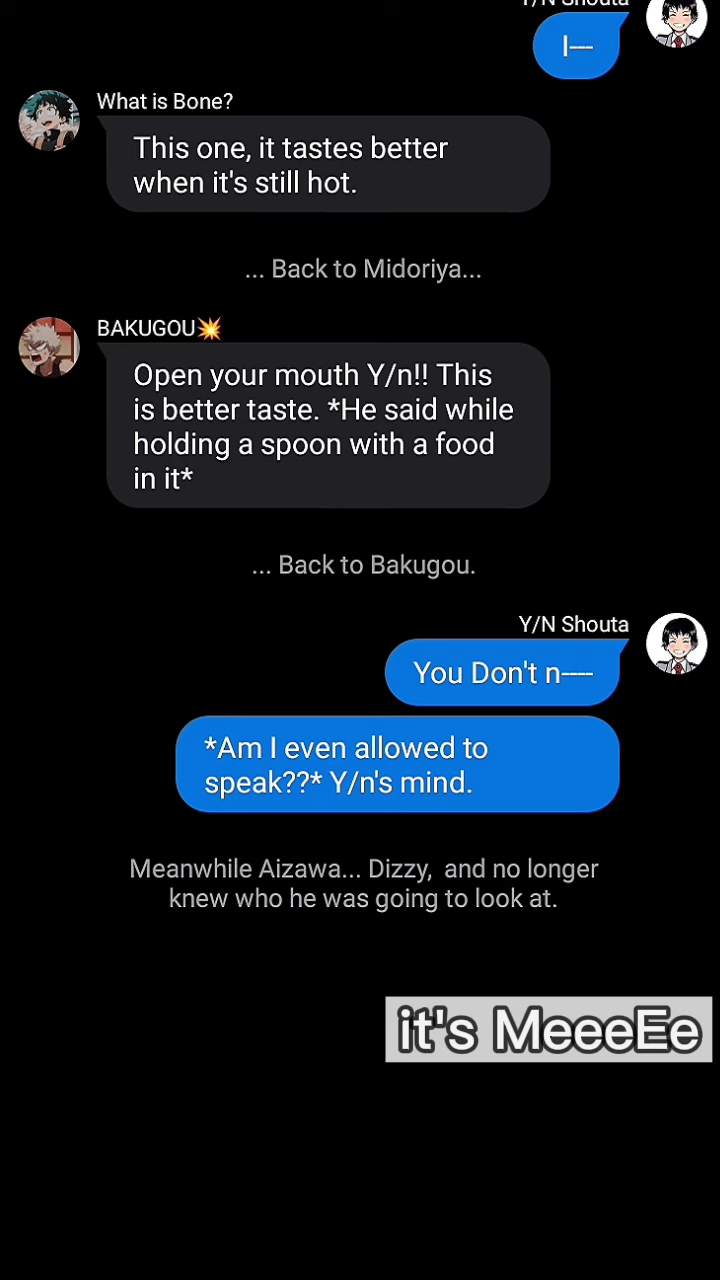 Y/N Shouta
I---
What is Bone?
This one, it tastes better
when it's still hot.
... Back to Midoriya...
BAKUGOU💥
Open your mouth Y/n!! This
is better taste. *He said while
holding a spoon with a food
in it*
... Back to Bakugou.
Y/N Shouta
You Don't n---
*Am I even allowed to
speak??* Y/n's mind.
Meanwhile Aizawa... Dizzy, and no longer
knew who he was going to look at.
it's MeeeEe